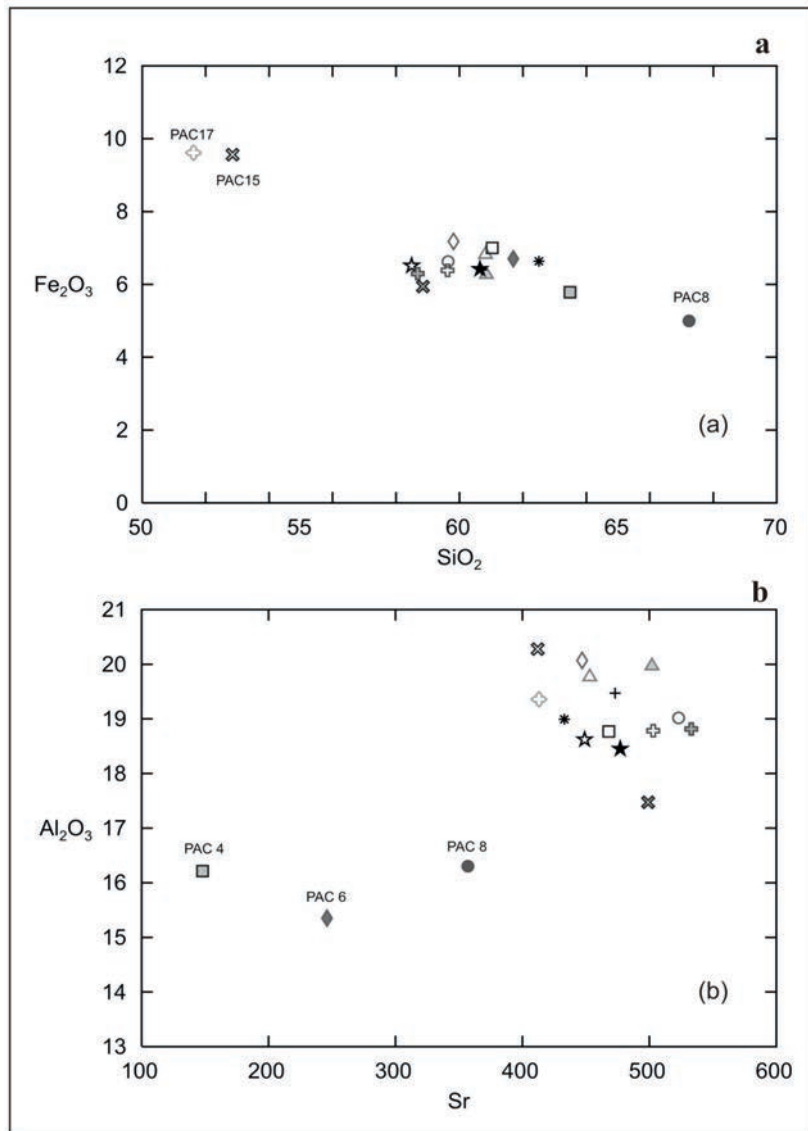 a
12
10
8
6
4
2
0
Fe₂O₃
PAC17
PAC15
PAC8
(a)
50 55 60 65 70
SiO₂
b
21
20
19
18
17
16
15
14
13
Al₂O₃
PAC 4
PAC 6
PAC 8
(b)
100 200 300 400 500 600
Sr